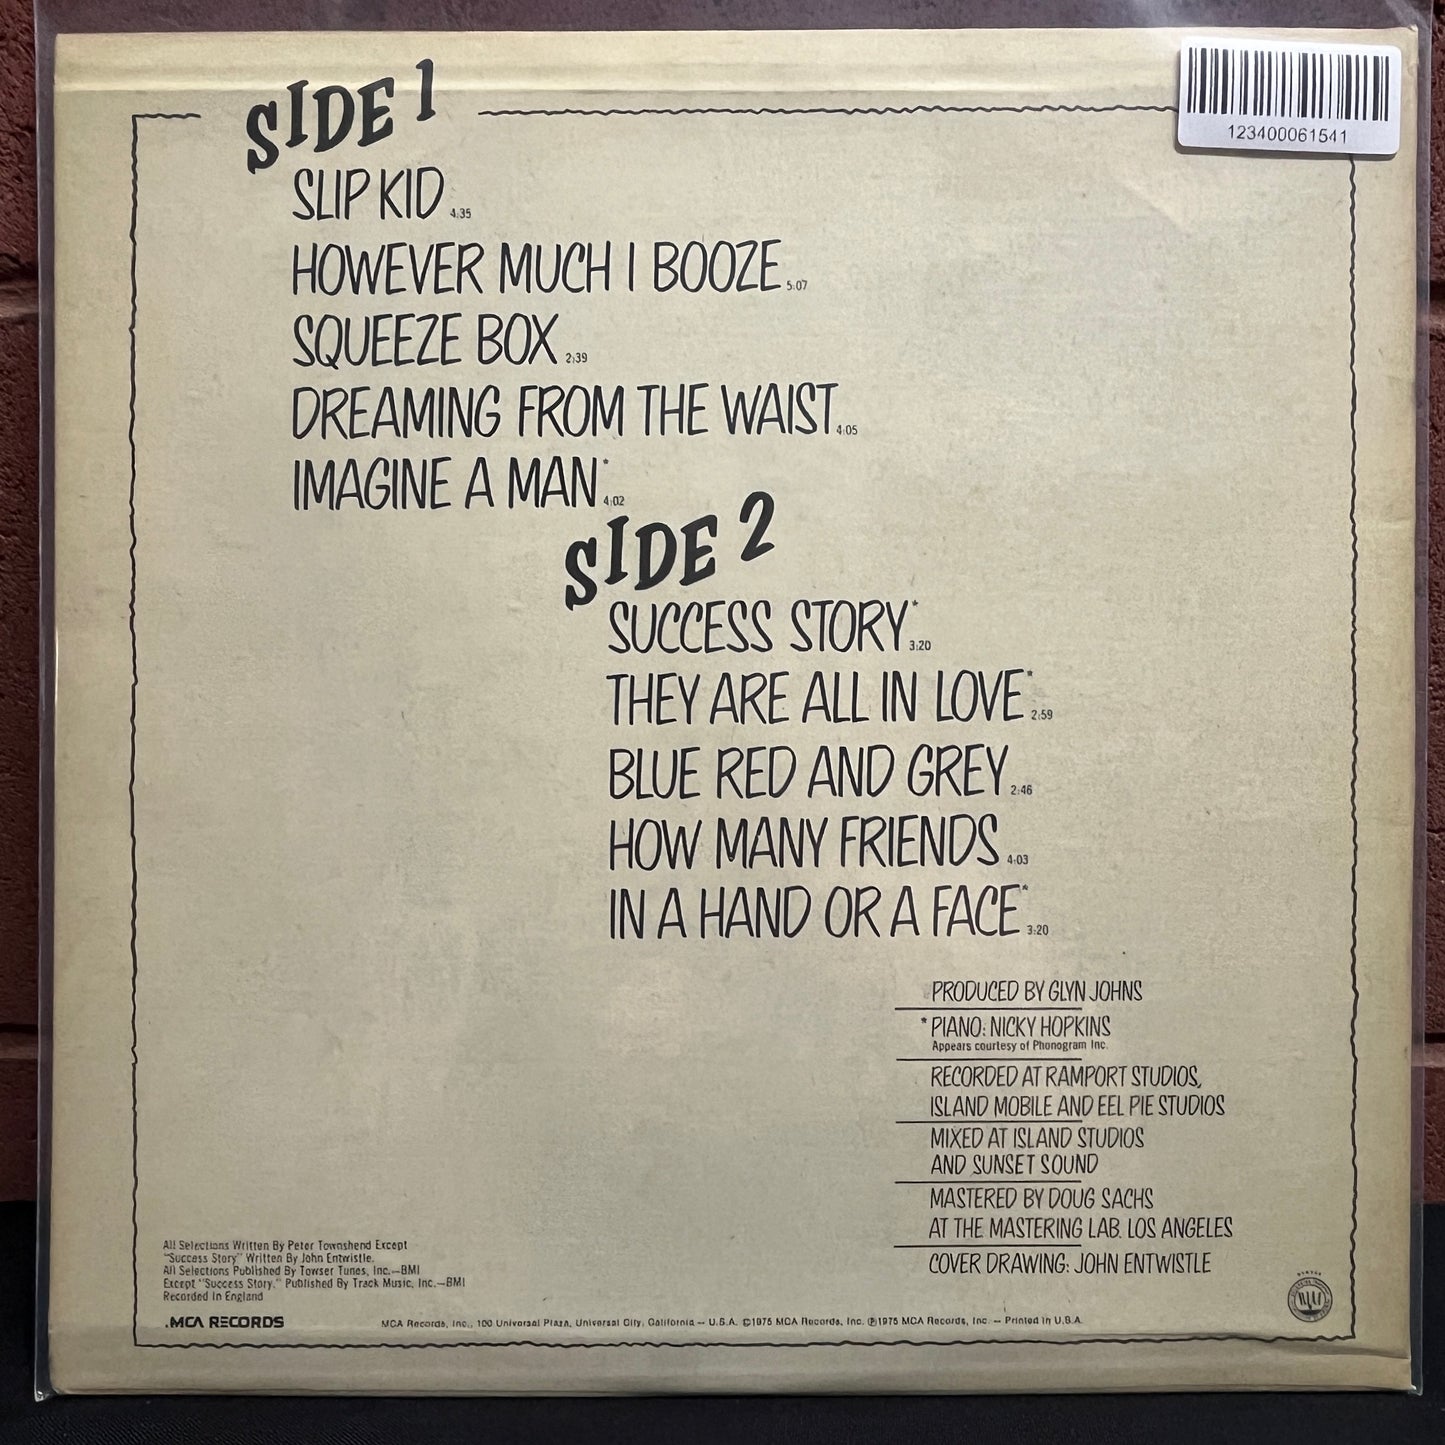 123400061541
SIDE 1
SLIP KID 4:35
HOWEVER MUCH I BOOZE 5:07
SQUEEZE BOX 2:39
DREAMING FROM THE WAIST 4:05
IMAGINE A MAN* 4:02
SIDE 2
SUCCESS STORY* 3:20
THEY ARE ALL IN LOVE* 2:59
BLUE RED AND GREY 2:46
HOW MANY FRIENDS 4:03
IN A HAND OR A FACE* 3:20
PRODUCED BY GLYN JOHNS
* PIANO: NICKY HOPKINS
Appears courtesy of Phonogram Inc.
RECORDED AT RAMPORT STUDIOS,
ISLAND MOBILE AND EEL PIE STUDIOS
MIXED AT ISLAND STUDIOS
AND SUNSET SOUND
MASTERED BY DOUG SACHS
AT THE MASTERING LAB. LOS ANGELES
COVER DRAWING: JOHN ENTWISTLE
All Selections Written By Peter Townshend Except
"Success Story" Written By John Entwistle.
All Selections Published By Towser Tunes, Inc.—BMI
Except "Success Story," Published By Track Music, Inc.—BMI
Recorded In England
.MCA RECORDS
MCA Records, Inc., 100 Universal Plaza, Universal City, California — U.S.A. ©1975 MCA Records, Inc. ℗1975 MCA Records, Inc. — Printed in U.S.A.